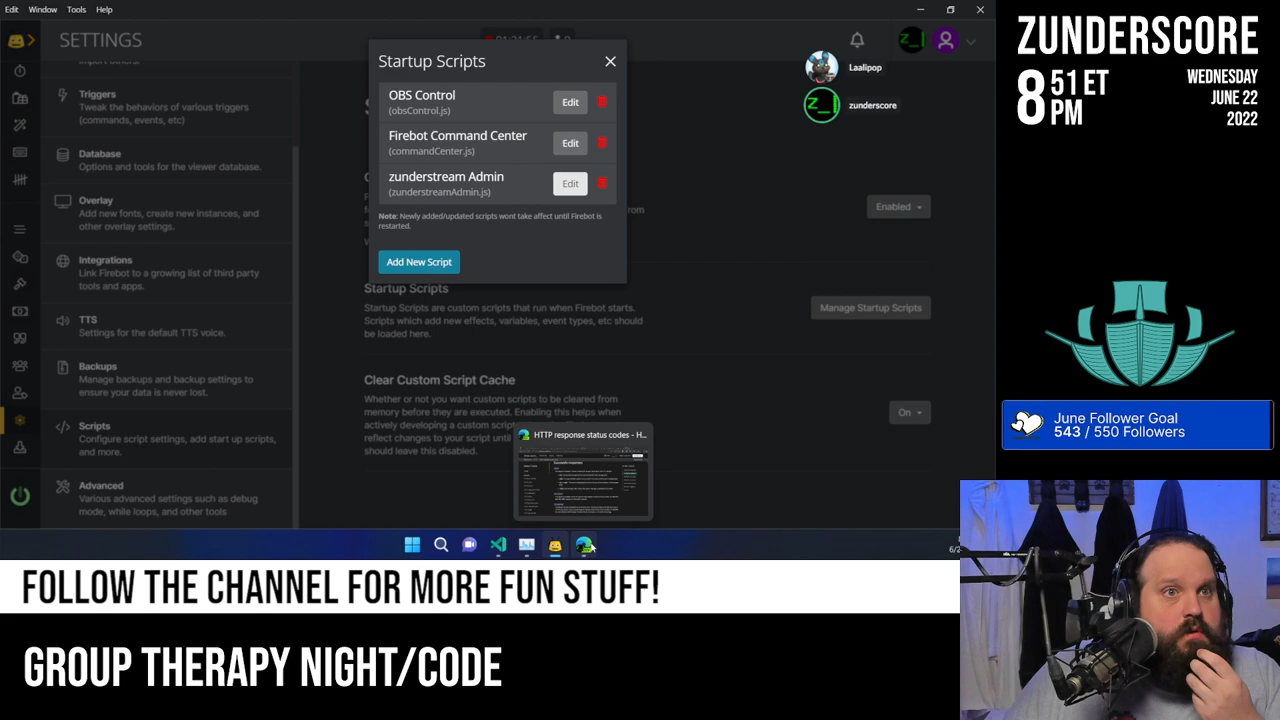 Edit Window Tools Help
SETTINGS
Triggers
Tweak the behaviors of various triggers
(commands, events, etc)
Database
Options and tools for the viewer database.
Overlay
Add new fonts, create new instances, and
other overlay settings.
Integrations
Link Firebot to a growing list of third party
tools and apps.
TTS
Settings for the default TTS voice.
Backups
Manage backups and backup settings to
ensure your data is never lost.
Scripts
Configure script settings, add start up scripts,
and more.
Advanced
Various advanced settings such as debug
mode, while loops, and other tools
Startup Scripts
OBS Control
(obsControl.js)
Edit
Firebot Command Center
(commandCenter.js)
Edit
zunderstream Admin
(zunderstreamAdmin.js)
Edit
Note: Newly added/updated scripts wont take affect until Firebot is
restarted.
Add New Script
from
Enabled
Startup Scripts
Startup Scripts are custom scripts that run when Firebot starts.
Scripts which add new effects, variables, event types, etc should
be loaded here.
Manage Startup Scripts
Clear Custom Script Cache
Whether or not you want custom scripts to be cleared from
memory before they are executed. Enabling this helps when
actively developing a custom
reflect changes to your script until
should leave this disabled.
On
HTTP response status codes - H...
Laalipop
z_|
zunderscore
ZUNDERSCORE
8 51 ET
PM
WEDNESDAY
JUNE 22
2022
June Follower Goal
543 / 550 Followers
FOLLOW THE CHANNEL FOR MORE FUN STUFF!
GROUP THERAPY NIGHT/CODE